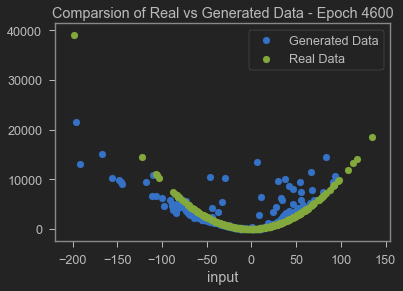 Comparsion of Real vs Generated Data - Epoch 4600
40000
Generated Data
Real Data
30000
20000
10000
0
−200 −150 −100 −50 0 50 100 150
input